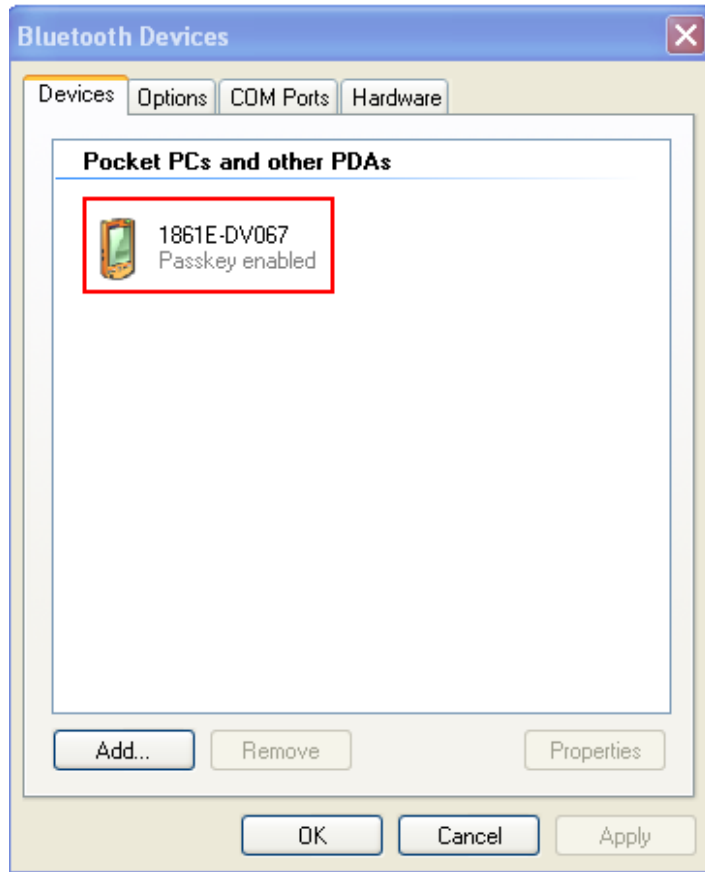 Bluetooth Devices
Devices Options COM Ports Hardware
Pocket PCs and other PDAs
1861E-DV067
Passkey enabled
Add... Remove Properties
OK Cancel Apply